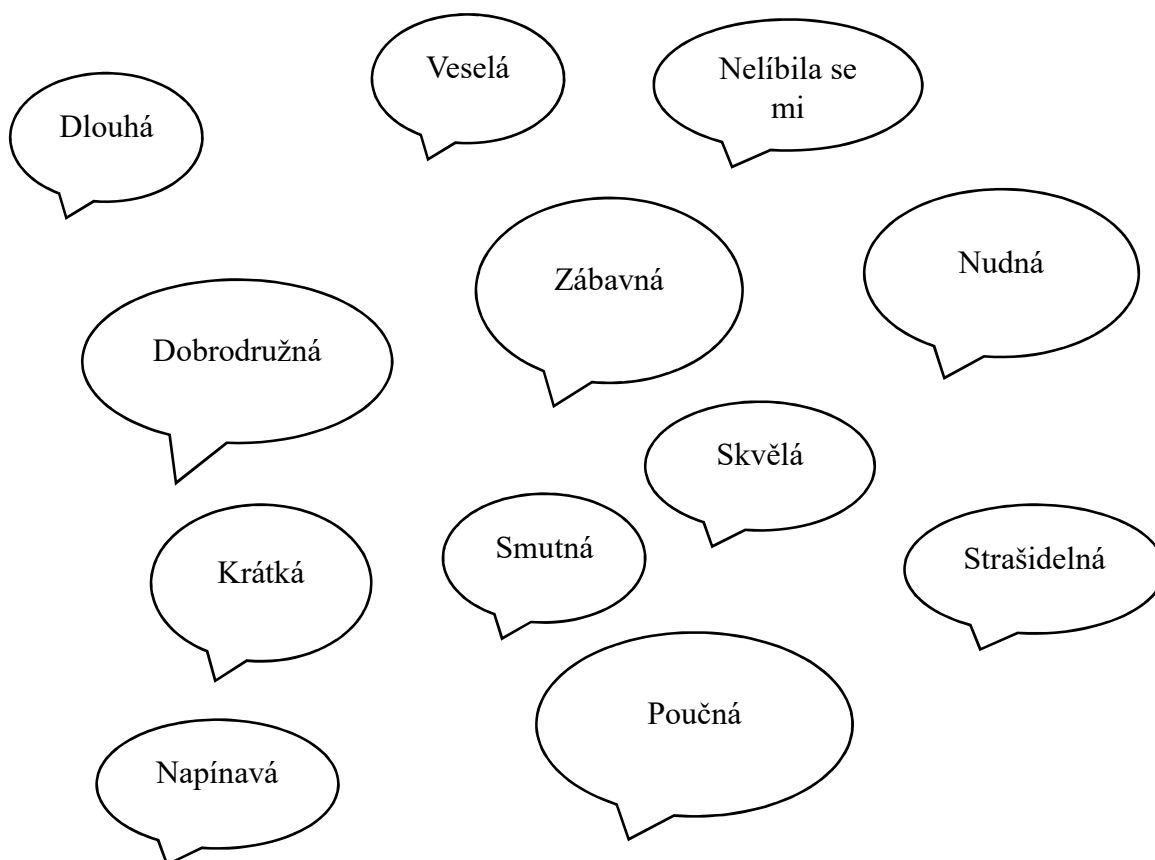 Veselá
Nelíbila se
mi
Dlouhá
Zábavná
Nudná
Dobrodružná
Skvělá
Smutná
Strašidelná
Krátká
Poučná
Napínavá